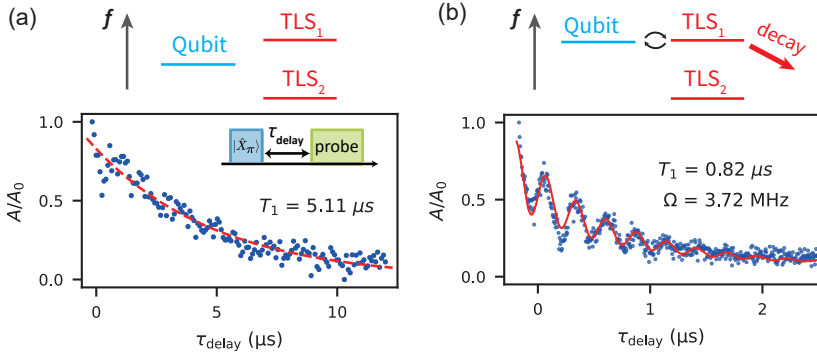 (a)
f
Qubit
TLS₁
TLS₂
1.0
0.5
0.0
A/A₀
|X̂π⟩
τdelay
probe
T₁ = 5.11 μs
0
5
10
τdelay (μs)
(b)
f
Qubit
TLS₁
decay
TLS₂
1.0
0.5
0.0
A/A₀
T₁ = 0.82 μs
Ω = 3.72 MHz
0
1
2
τdelay (μs)